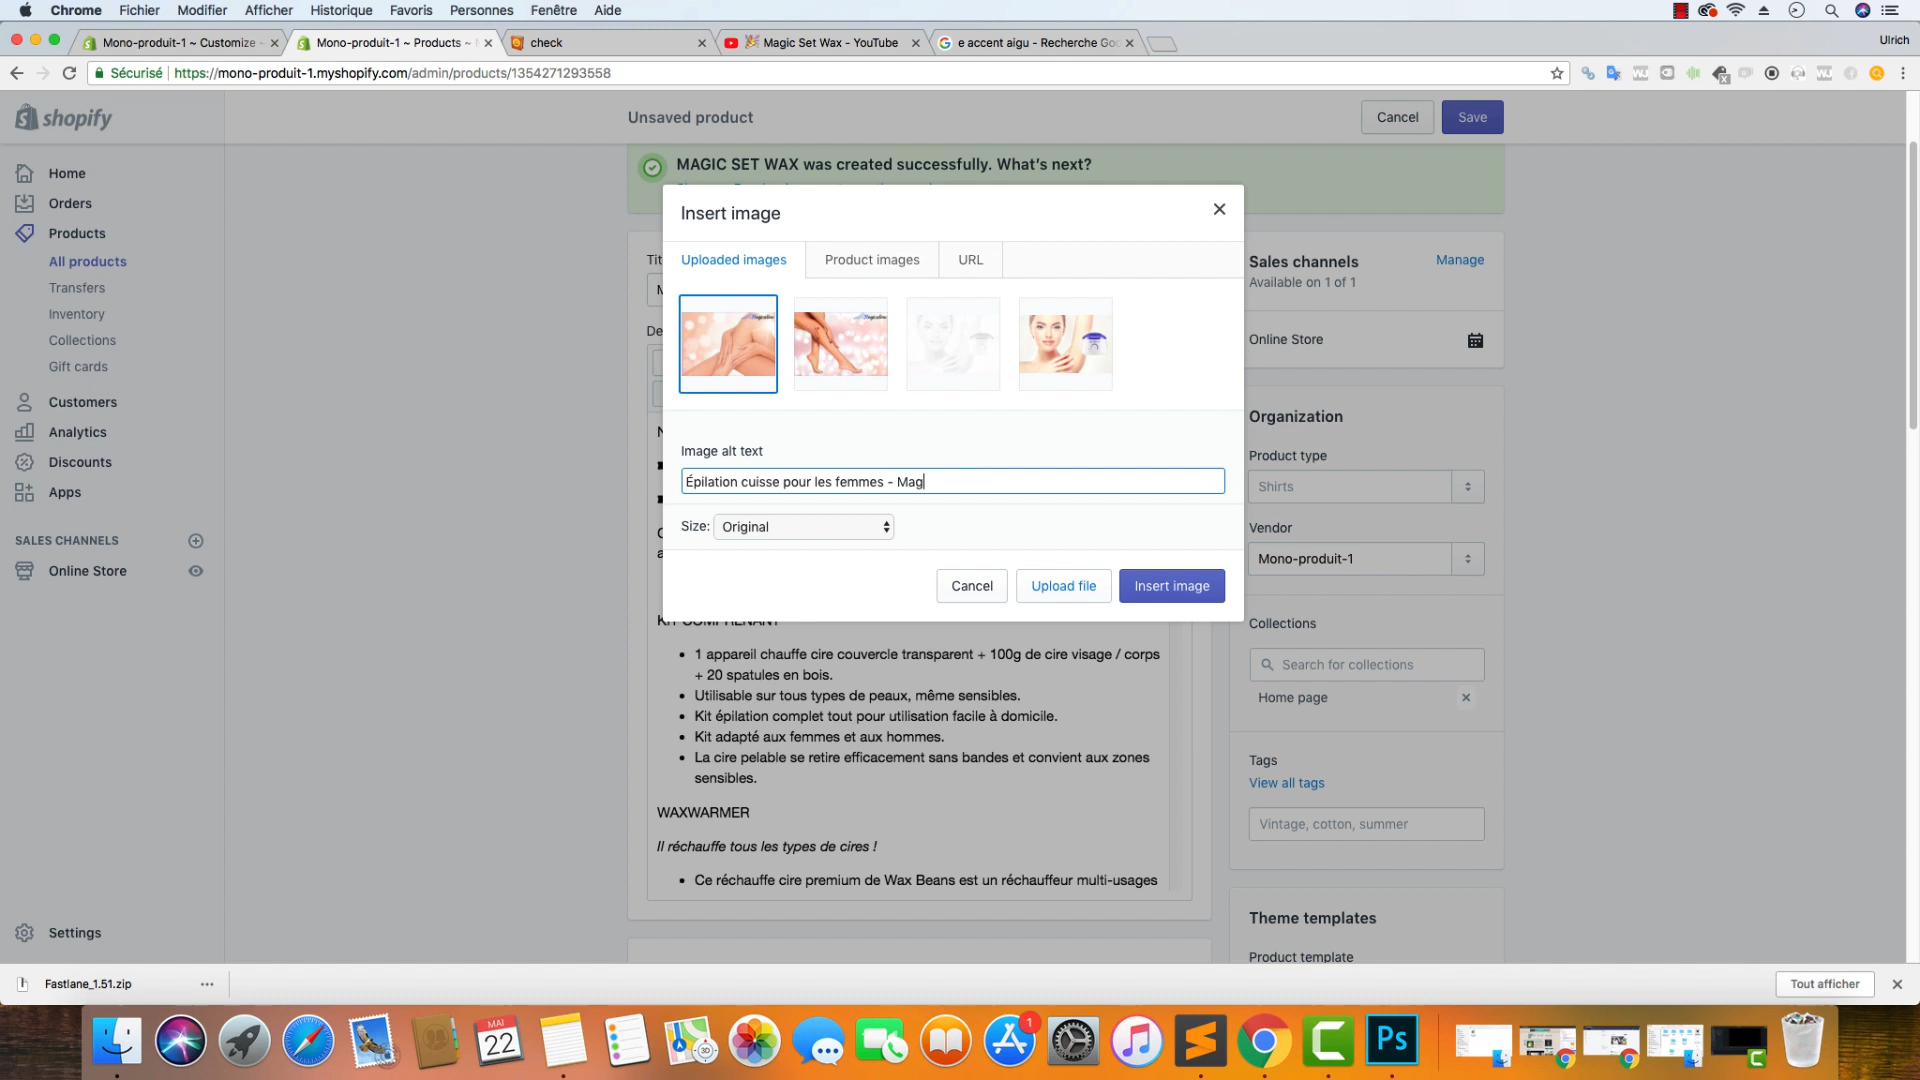 Chrome Fichier Modifier Afficher Historique Favoris Personnes Fenêtre Aide
Mono-produit-1 ~ Customize
Mono-produit-1 ~ Products ~
check
Magic Set Wax - YouTube
e accent aigu - Recherche Goo
Ulrich
Sécurisé https://mono-produit-1.myshopify.com/admin/products/1354271293558
shopify
Unsaved product
Cancel
Save
Home
Orders
Products
All products
Transfers
Inventory
Collections
Gift cards
Customers
Analytics
Discounts
Apps
SALES CHANNELS
Online Store
Settings
MAGIC SET WAX was created successfully. What's next?
Insert image
Uploaded images
Product images
URL
Image alt text
Épilation cuisse pour les femmes - Mag
Size: Original
Cancel
Upload file
Insert image
KIT COMPRENANT
1 appareil chauffe cire couvercle transparent + 100g de cire visage / corps
+ 20 spatules en bois.
Utilisable sur tous types de peaux, même sensibles.
Kit épilation complet tout pour utilisation facile à domicile.
Kit adapté aux femmes et aux hommes.
La cire pelable se retire efficacement sans bandes et convient aux zones
sensibles.
WAXWARMER
Il réchauffe tous les types de cires !
Ce réchauffe cire premium de Wax Beans est un réchauffeur multi-usages
Sales channels
Manage
Available on 1 of 1
Online Store
Organization
Product type
Shirts
Vendor
Mono-produit-1
Collections
Search for collections
Home page
Tags
View all tags
Vintage, cotton, summer
Theme templates
Product template
Fastlane_1.51.zip
Tout afficher
MAI
22
3D
1
Ps